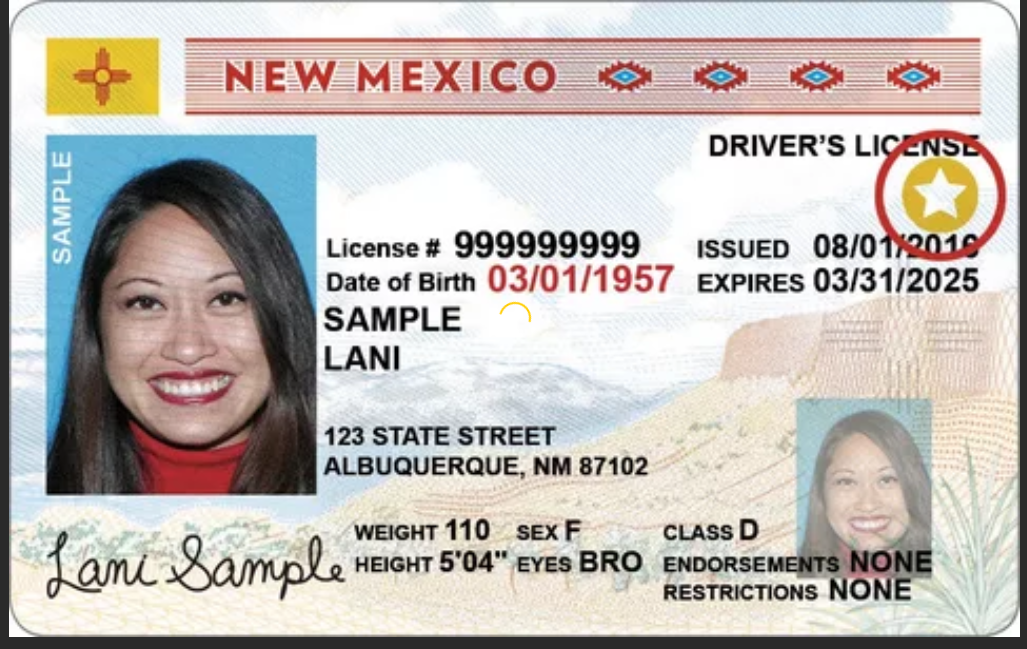 NEW MEXICO
SAMPLE
DRIVER'S LICENSE
License # 999999999
ISSUED 08/01/2016
Date of Birth 03/01/1957
EXPIRES 03/31/2025
SAMPLE
LANI
123 STATE STREET
ALBUQUERQUE, NM 87102
WEIGHT 110 SEX F
CLASS D
HEIGHT 5'04" EYES BRO
ENDORSEMENTS NONE
RESTRICTIONS NONE
Lani Sample